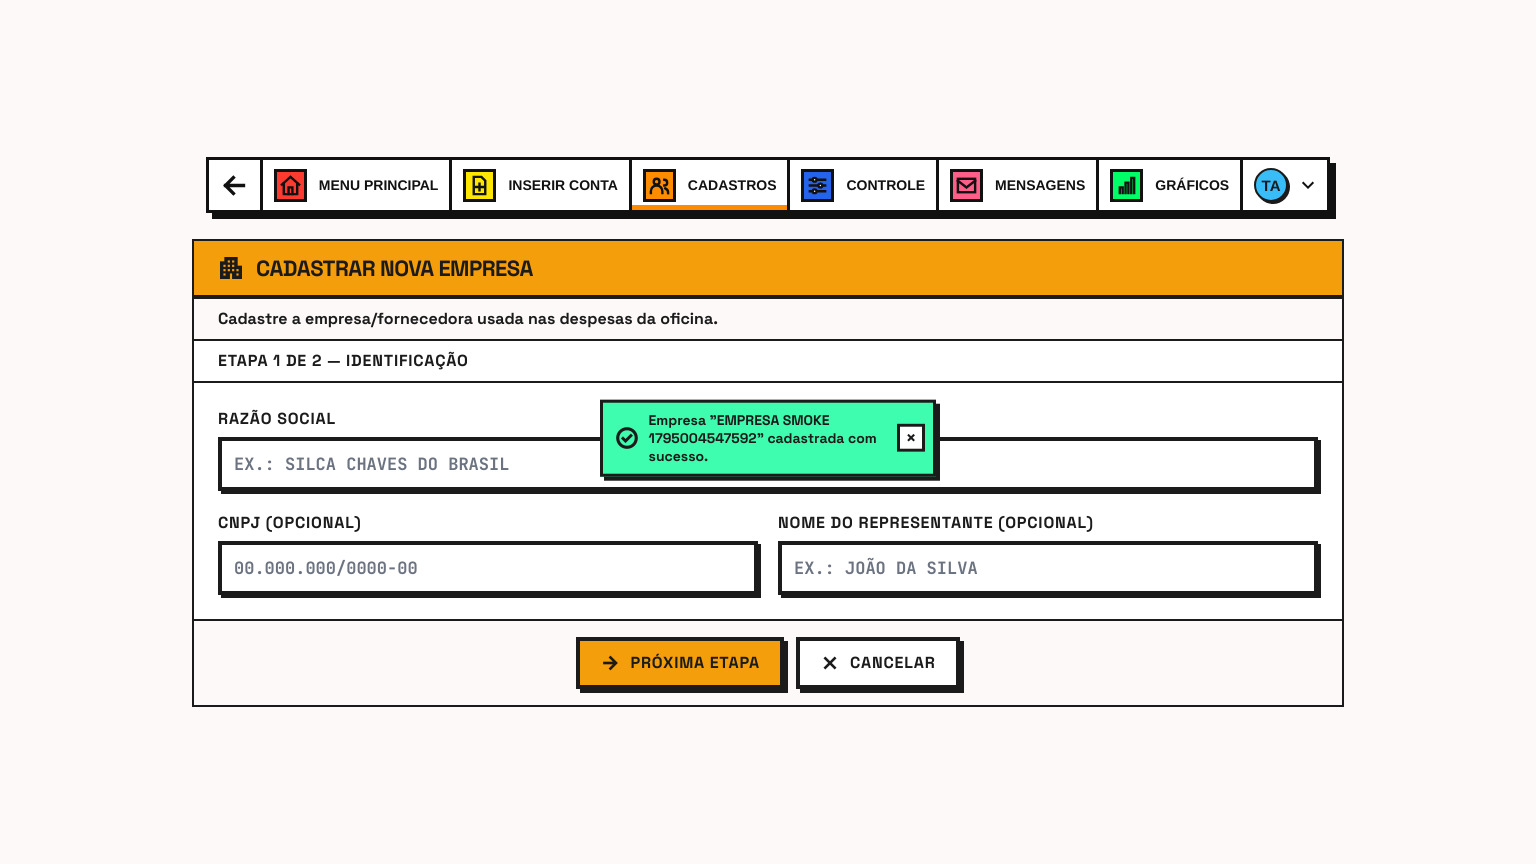 MENU PRINCIPAL
INSERIR CONTA
CADASTROS
CONTROLE
MENSAGENS
GRÁFICOS
TA
CADASTRAR NOVA EMPRESA
Cadastre a empresa/fornecedora usada nas despesas da oficina.
ETAPA 1 DE 2 — IDENTIFICAÇÃO
RAZÃO SOCIAL
EX.: SILCA CHAVES DO BRASIL
Empresa "EMPRESA SMOKE
1795004547592" cadastrada com
sucesso.
CNPJ (OPCIONAL)
00.000.000/0000-00
NOME DO REPRESENTANTE (OPCIONAL)
EX.: JOÃO DA SILVA
PRÓXIMA ETAPA
CANCELAR